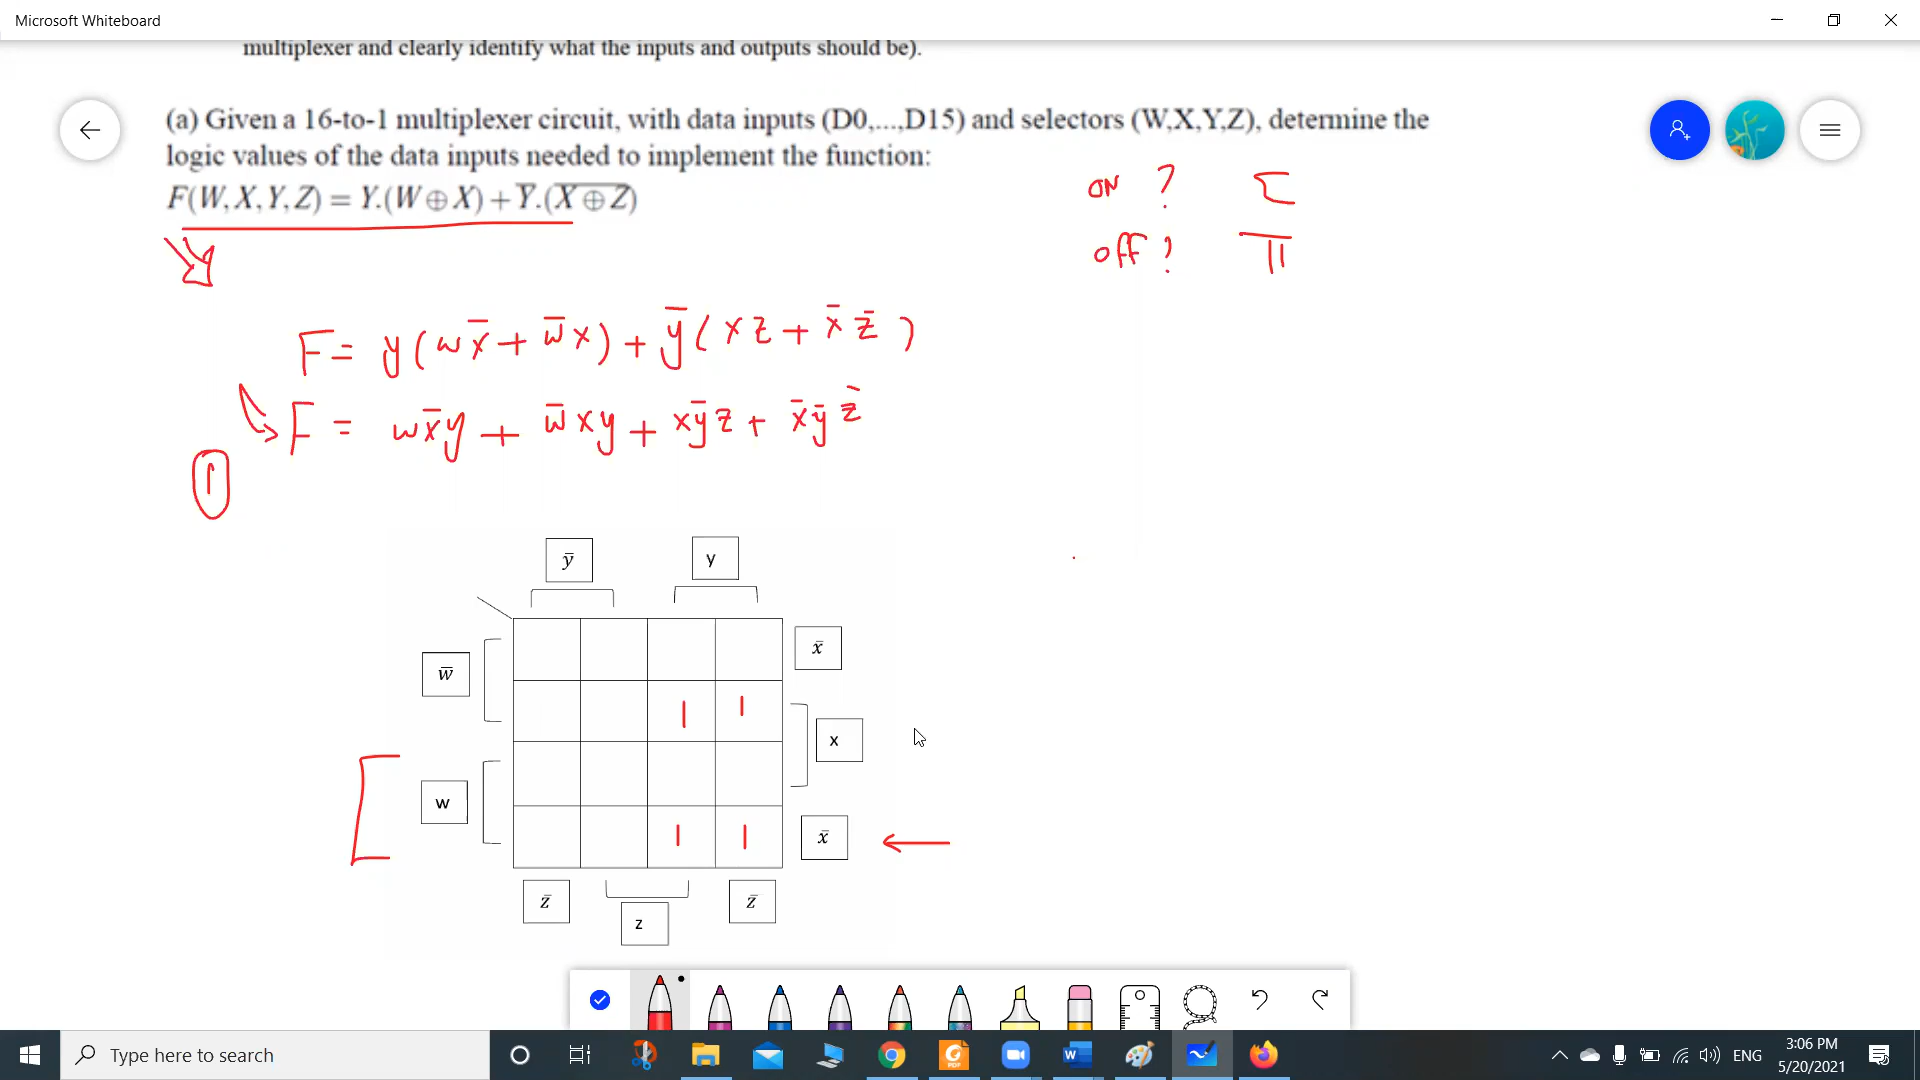 Microsoft Whiteboard
multiplexer and clearly identify what the inputs and outputs should be).
(a) Given a 16-to-1 multiplexer circuit, with data inputs (D0,...,D15) and selectors (W,X,Y,Z), determine the
logic values of the data inputs needed to implement the function:
F(W,X,Y,Z) = Y.(W⊕X)+Y̅.(X̅ ⊕ Z̅)
ON ? Σ
off ? π
F = y(wx̄ + w̄x) + ȳ(xz + x̄z̄)
F = wx̄y + w̄xy + xȳz + x̄ȳz̄
1
ȳ y
w̄ x̄
1 1
x
w
1 1 x̄
z̄ z z̄
Type here to search
ENG
3:06 PM
5/20/2021